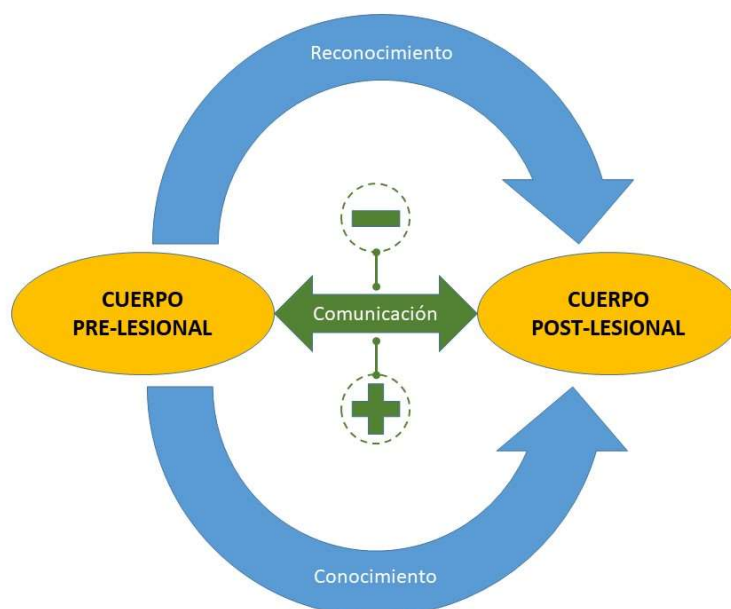 Reconocimiento
CUERPO
PRE-LESIONAL
Comunicación
CUERPO
POST-LESIONAL
Conocimiento